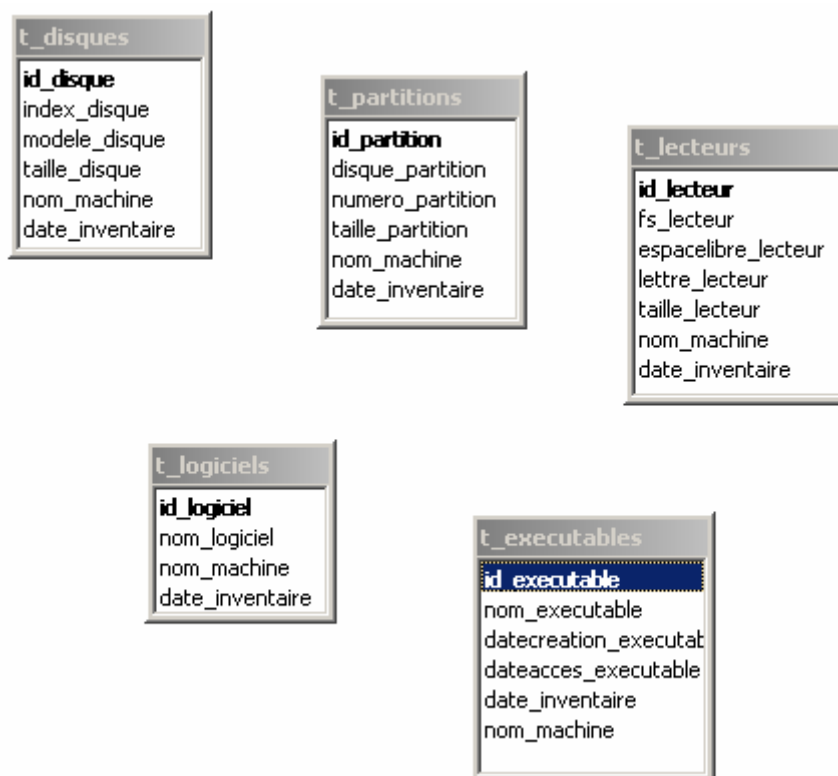 t_disques
id_disque
index_disque
modele_disque
taille_disque
nom_machine
date_inventaire
t_partitions
id_partition
disque_partition
numero_partition
taille_partition
nom_machine
date_inventaire
t_lecteurs
id_lecteur
fs_lecteur
espacelibre_lecteur
lettre_lecteur
taille_lecteur
nom_machine
date_inventaire
t_logiciels
id_logiciel
nom_logiciel
nom_machine
date_inventaire
t_executables
id_executable
nom_executable
datecreation_executab
dateacces_executable
date_inventaire
nom_machine